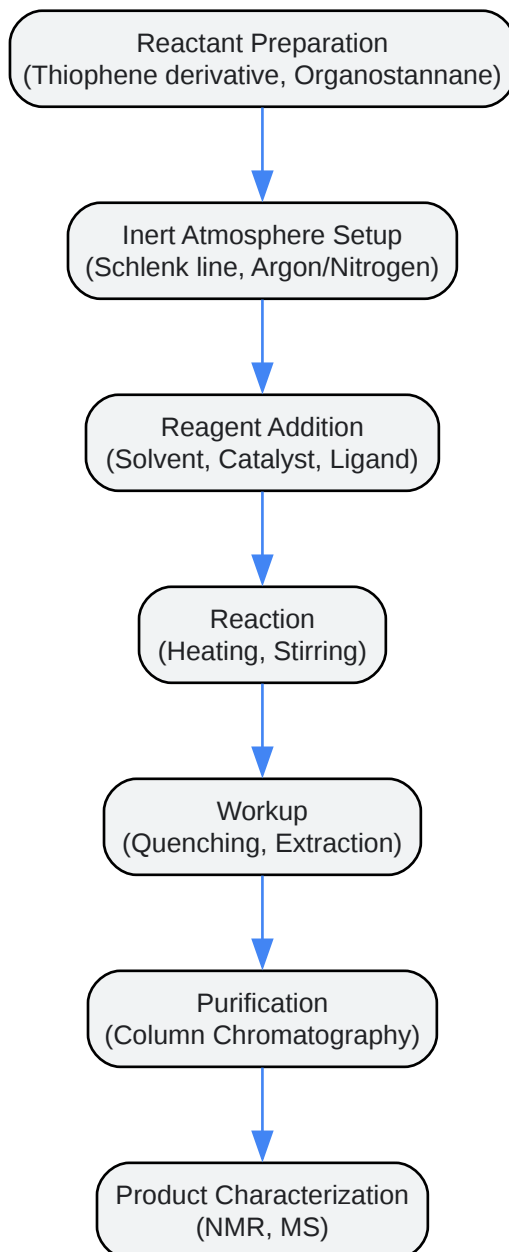 Reactant Preparation
(Thiophene derivative, Organostannane)
Inert Atmosphere Setup
(Schlenk line, Argon/Nitrogen)
Reagent Addition
(Solvent, Catalyst, Ligand)
Reaction
(Heating, Stirring)
Workup
(Quenching, Extraction)
Purification
(Column Chromatography)
Product Characterization
(NMR, MS)